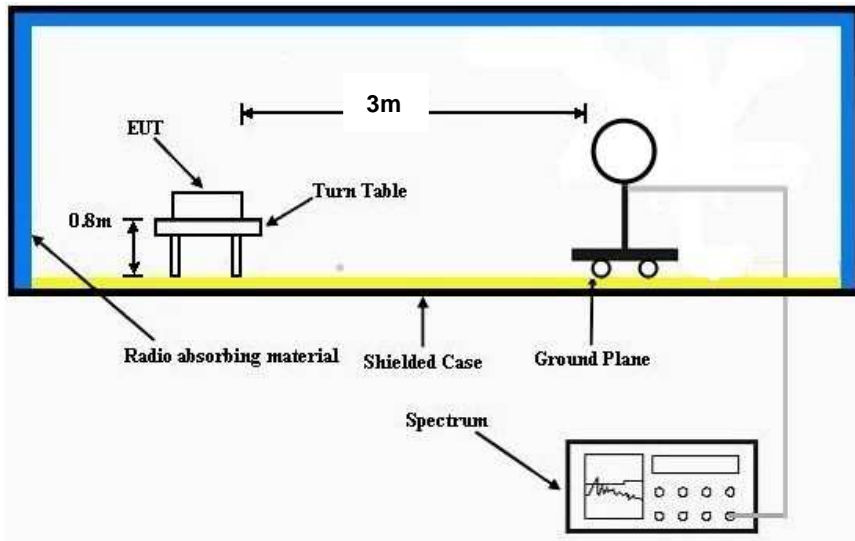 3m
EUT
Turn Table
0.8m
Radio absorbing material
Shielded Case
Ground Plane
Spectrum